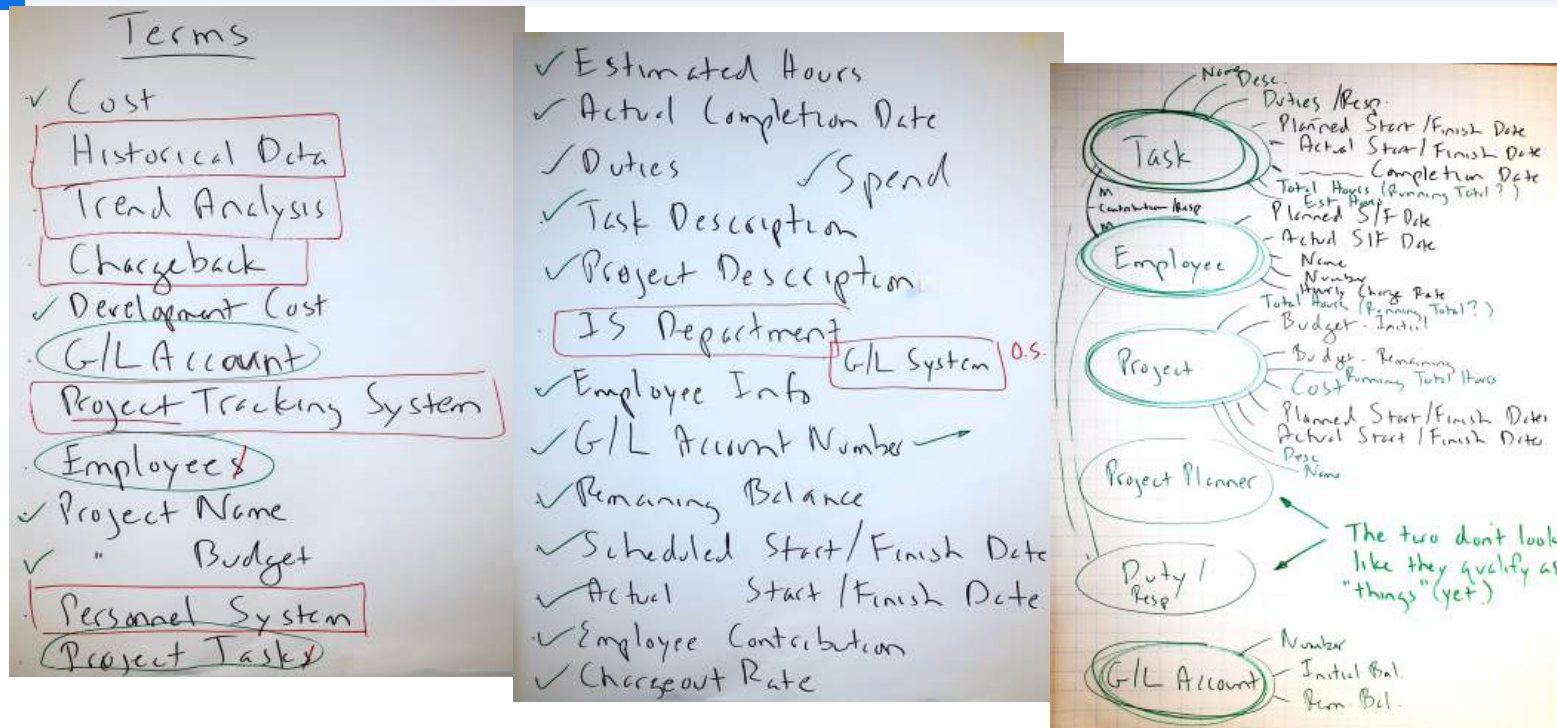 Terms
✓ Cost
Historical Data
Trend Analysis
Chargeback
✓ Development Cost
G/L Account
Project Tracking System
Employees
✓ Project Name
✓ " Budget
Personnel System
Project Tasks
✓ Estimated Hours
✓ Actual Completion Date
✓ Duties ✓ Spend
✓ Task Description
✓ Project Description
IS Department
G/L System O.S.
✓ Employee Info
✓ G/L Account Number →
✓ Remaining Balance
✓ Scheduled Start/Finish Date
✓ Actual Start/Finish Date
✓ Employee Contribution
✓ Chargeout Rate
Name
Desc.
Duties/Resp.
Planned Start/Finish Date
Task
Actual Start/Finish Date
Completion Date
Total Hours (Running Total?)
Est Hours
M
Contribution/Resp
M
Planned S/F Date
Actual S/F Date
Employee
Name
Number
Hourly Charge Rate
Total Hours (Running Total?)
Budget - Initial
Project
Budget - Remaining
Running Total Hours
Cost
Planned Start/Finish Dates
Actual Start/Finish Dates
Desc
Name
Project Planner
The two don't look
like they qualify as
"things" (yet)
Duty/
Resp
G/L Account
Number
Initial Bal.
Rem. Bal.